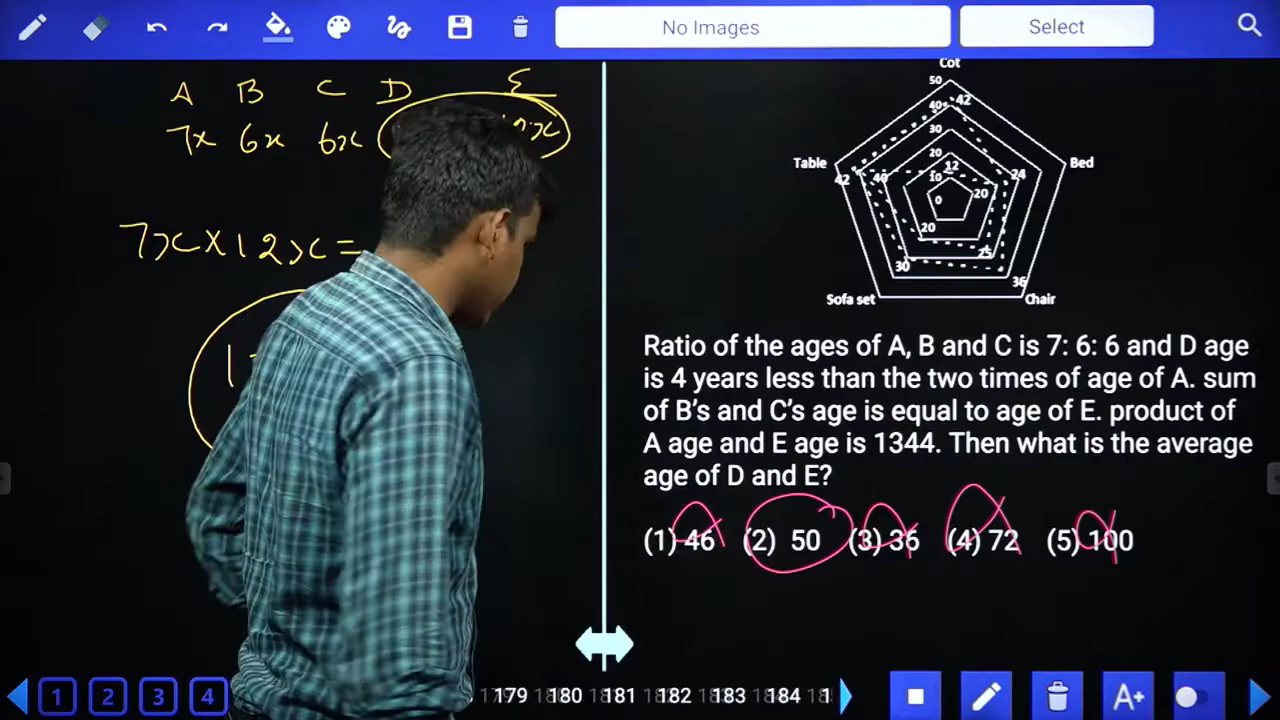 No Images
Select
A B C D E
7x 6x 6x
7x × 12x =
Cot
50
40 42
30
20
12
10
0
20
Table
Bed
42 40
24
20
25
30
36
Sofa set
Chair
Ratio of the ages of A, B and C is 7: 6: 6 and D age
is 4 years less than the two times of age of A. sum
of B's and C's age is equal to age of E. product of
A age and E age is 1344. Then what is the average
age of D and E?
(1) 46 (2) 50 (3) 36 (4) 72 (5) 100
1 2 3 4
179 180 181 182 183 184
A+